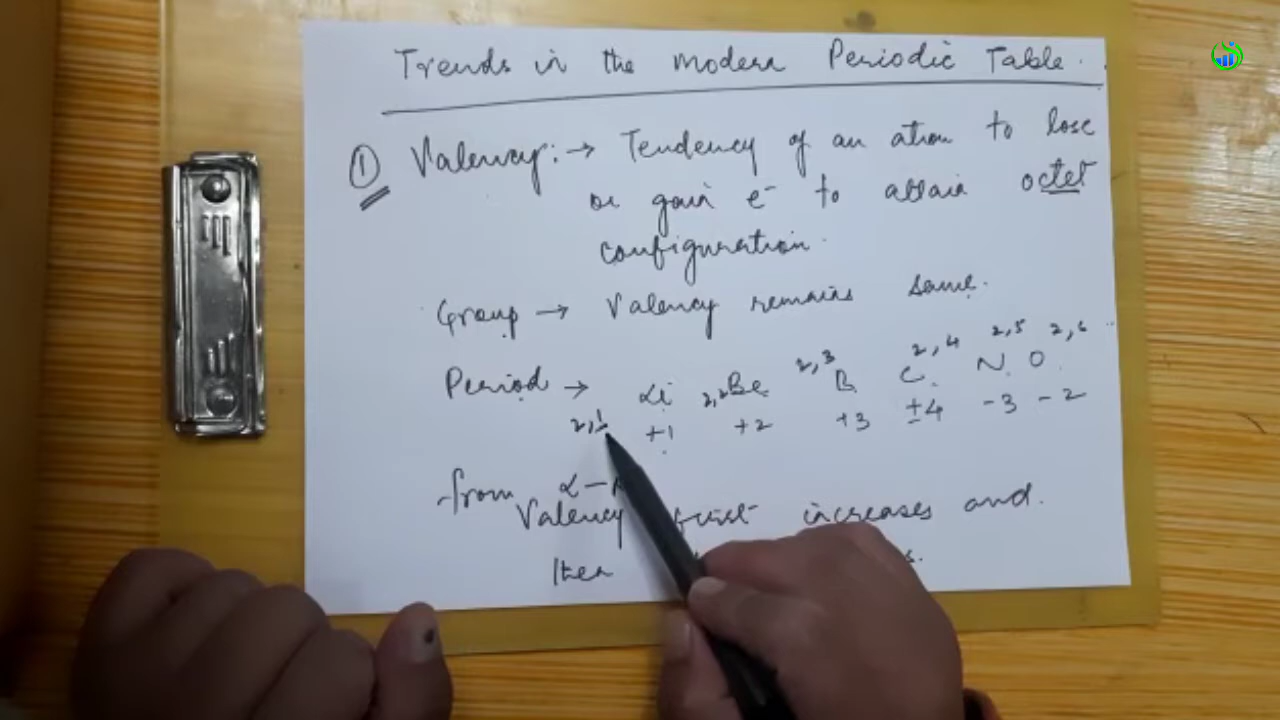 Trends in the modern Periodic Table.
① Valency:→ Tendency of an atom to lose
or gain e⁻ to attain octet
configuration.
Group → Valency remains same.
2,3 2,4 2,5 2,6
Period → Li 2,2 Be B C N O
2,1 +1 +2 +3 ±4 -3 -2
from L –
Valency first increases and
then